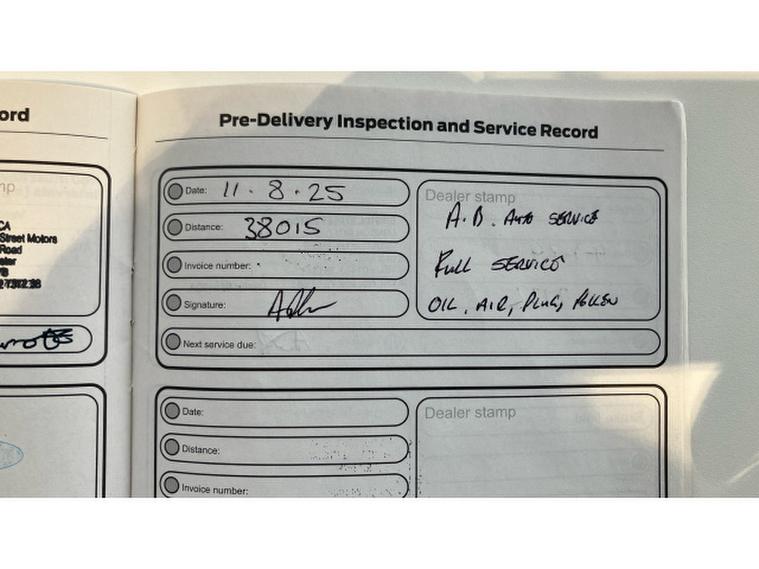 ord
Pre-Delivery Inspection and Service Record
mp
CA
Street Motors
Road
Date: 11.8.25
Distance: 38015
Invoice number:
Signature:
Next service due:
Dealer stamp
A.B. Auto SERVICE
FULL SERVICE
OIL, AIR, PLUG, POLLEN
Date:
Distance:
Invoice number:
Dealer stamp